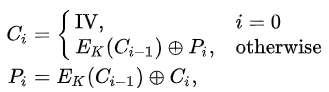 C_i = { IV, i = 0
E_K(C_{i−1}) ⊕ P_i, otherwise
P_i = E_K(C_{i−1}) ⊕ C_i,